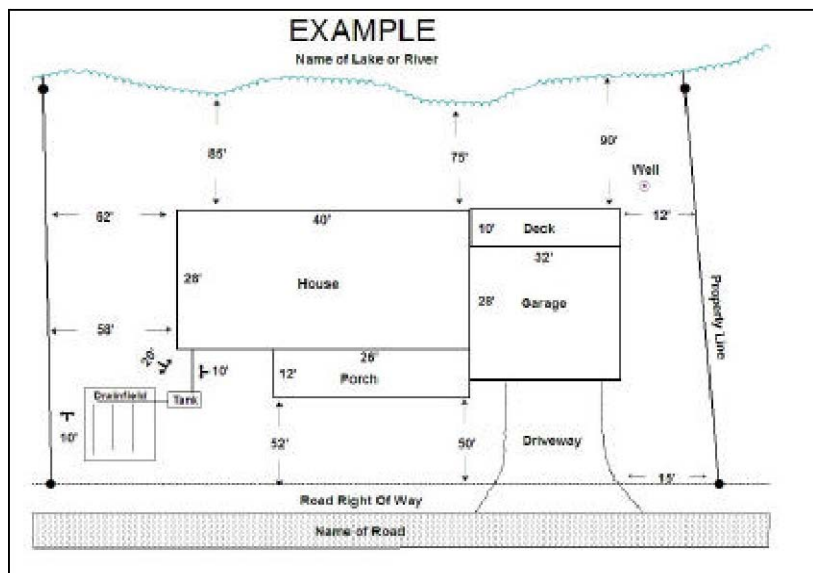 EXAMPLE
Name of Lake or River
85'
75'
90'
Well
62'
40'
10' Deck
12'
32'
28'
House
28'
Garage
Property Line
58'
20'
10'
26'
12'
Porch
Drainfield
Tank
10'
52'
50'
Driveway
15'
Road Right Of Way
Name of Road